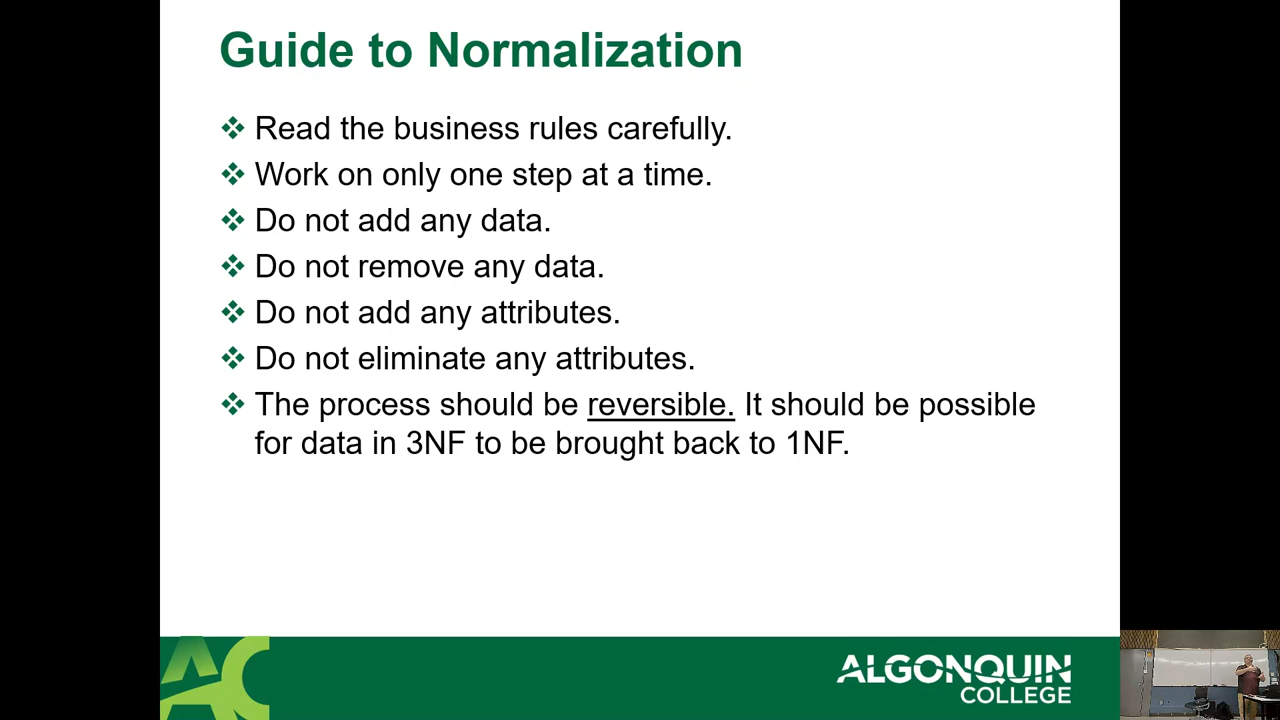 Guide to Normalization
Read the business rules carefully.
Work on only one step at a time.
Do not add any data.
Do not remove any data.
Do not add any attributes.
Do not eliminate any attributes.
The process should be reversible. It should be possible
for data in 3NF to be brought back to 1NF.
AC
ALGONQUIN
COLLEGE